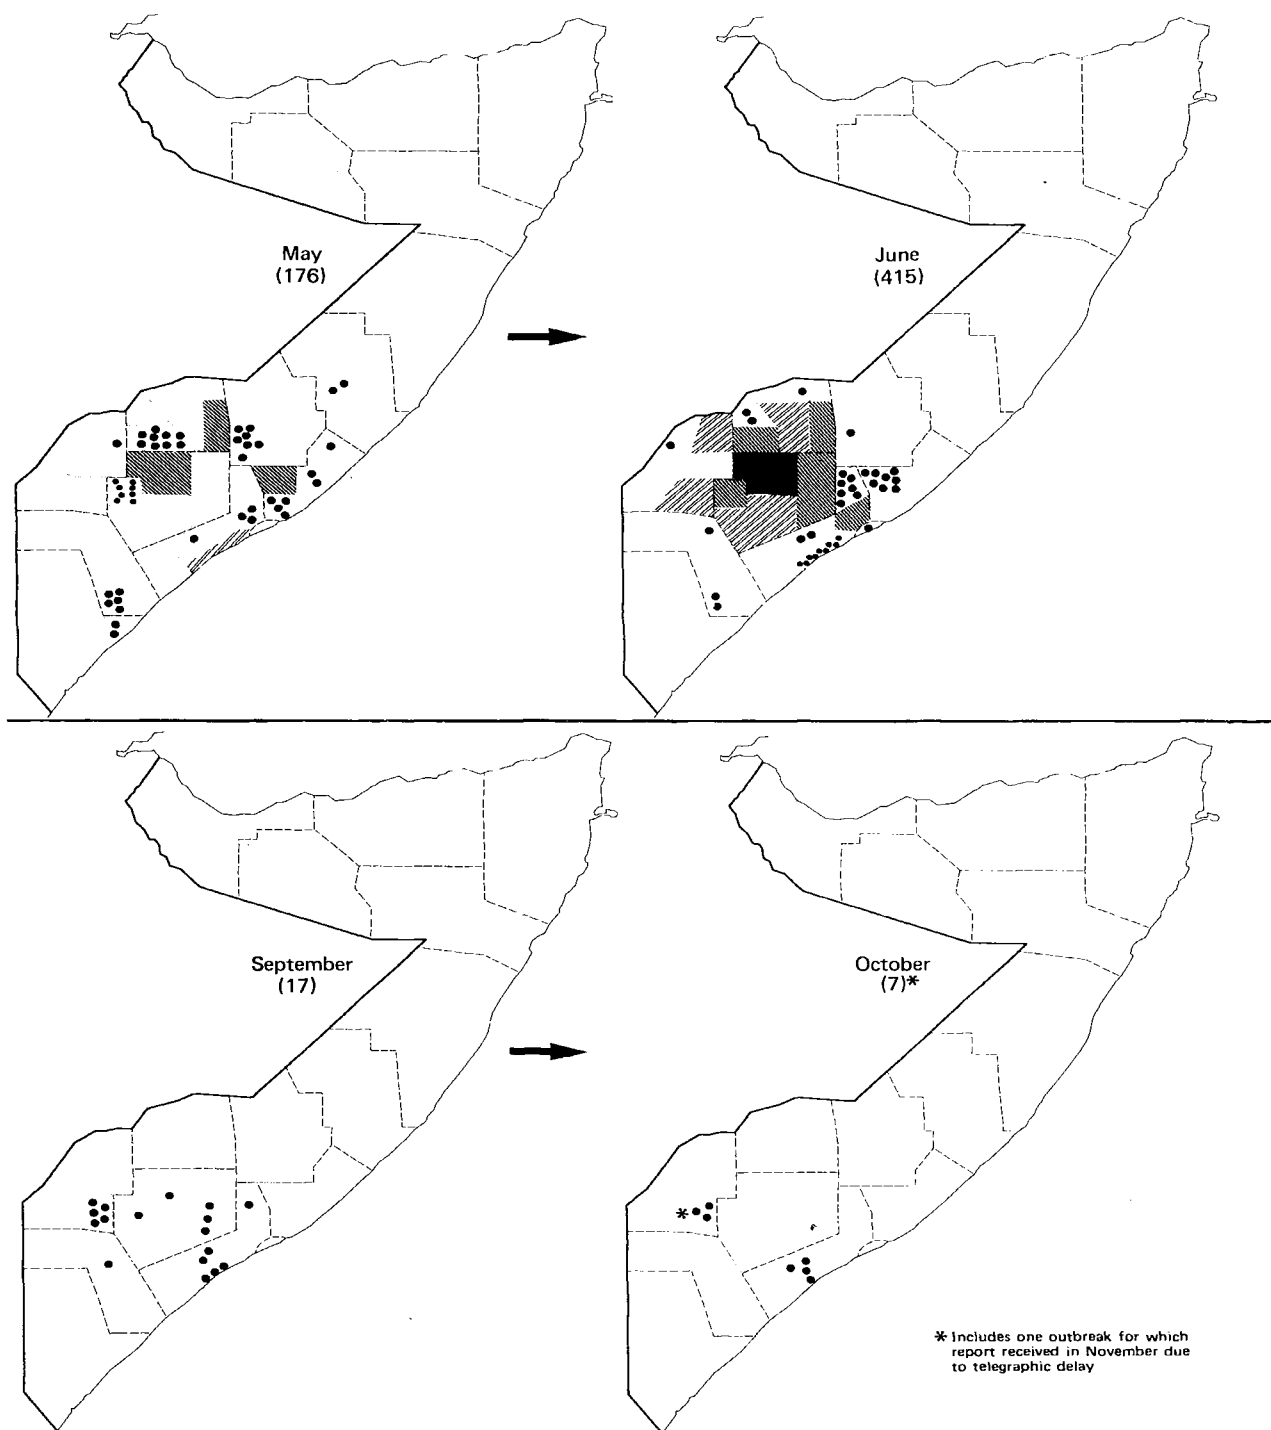 May
(176)
June
(415)
September
(17)
October
(7)*
*
* Includes one outbreak for which
report received in November due
to telegraphic delay